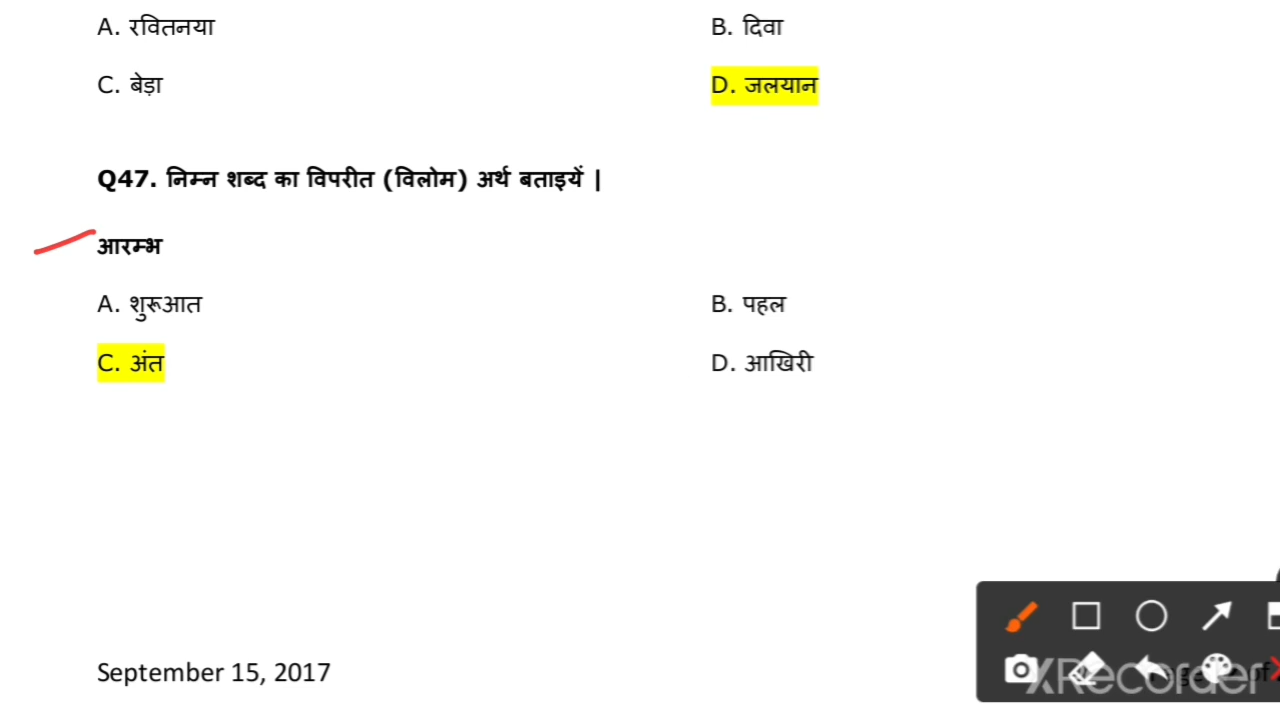 A. रवितनया B. दिवा
C. बेड़ा D. जलयान
Q47. निम्न शब्द का विपरीत (विलोम) अर्थ बताइयें |
आरम्भ
A. शुरूआत B. पहल
C. अंत D. आखिरी
September 15, 2017
XRecorder